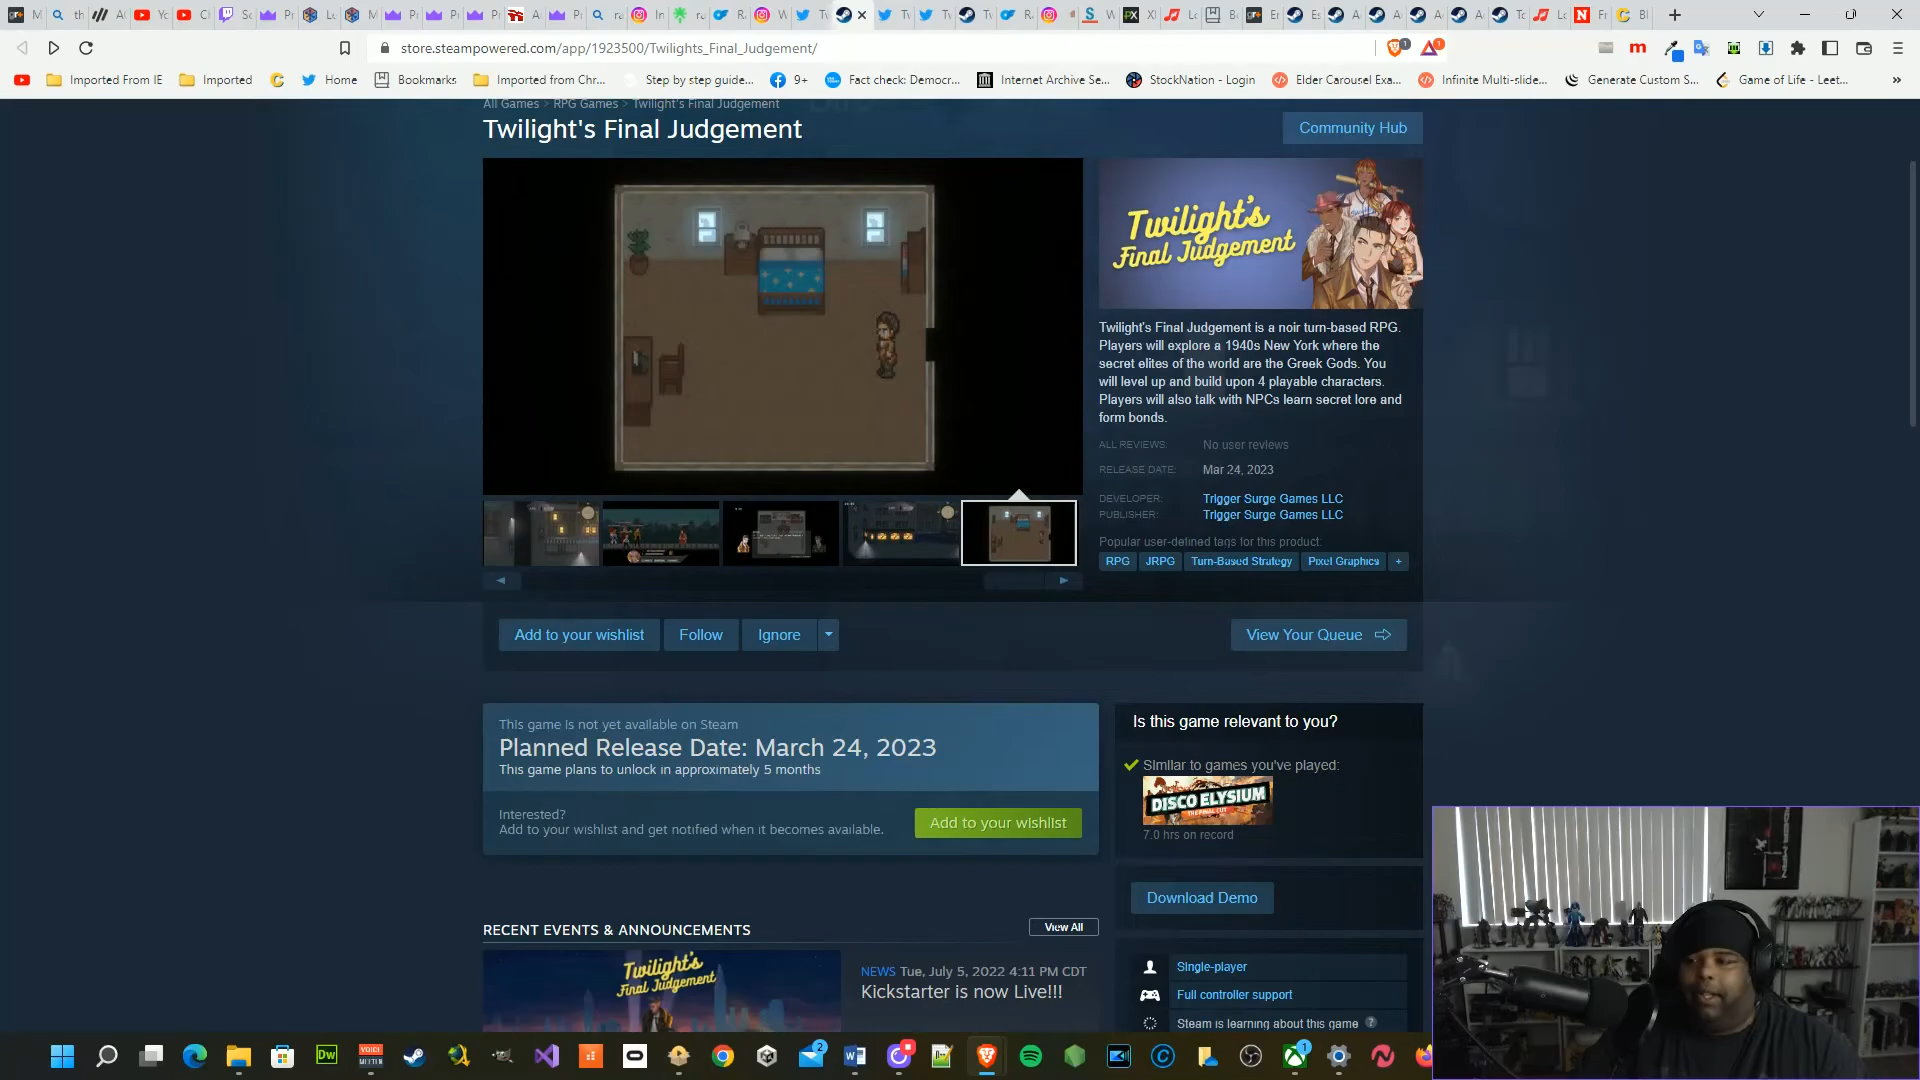 store.steampowered.com/app/1923500/Twilights_Final_Judgement/
Imported From IE
Imported
Home
Bookmarks
Imported from Chr...
Step by step guide...
9+
Fact check: Democr...
Internet Archive Se...
StockNation - Login
Elder Carousel Exa...
Infinite Multi-slide...
Generate Custom S...
Game of Life - Leet...
All Games > RPG Games > Twilight's Final Judgement
Twilight's Final Judgement
Community Hub
Twilight's
Final Judgement
Twilight's Final Judgement is a noir turn-based RPG.
Players will explore a 1940s New York where the
secret elites of the world are the Greek Gods. You
will level up and build upon 4 playable characters.
Players will also talk with NPCs learn secret lore and
form bonds.
ALL REVIEWS: No user reviews
RELEASE DATE: Mar 24, 2023
DEVELOPER: Trigger Surge Games LLC
PUBLISHER: Trigger Surge Games LLC
Popular user-defined tags for this product:
RPG JRPG Turn-Based Strategy Pixel Graphics +
Add to your wishlist Follow Ignore
View Your Queue
This game is not yet available on Steam
Planned Release Date: March 24, 2023
This game plans to unlock in approximately 5 months
Interested?
Add to your wishlist and get notified when it becomes available.
Add to your wishlist
Is this game relevant to you?
Similar to games you've played:
DISCO ELYSIUM
THE FINAL CUT
7.0 hrs on record
Download Demo
RECENT EVENTS & ANNOUNCEMENTS
View All
Twilight's
Final Judgement
NEWS Tue, July 5, 2022 4:11 PM CDT
Kickstarter is now Live!!!
Single-player
Full controller support
Steam is learning about this game ?